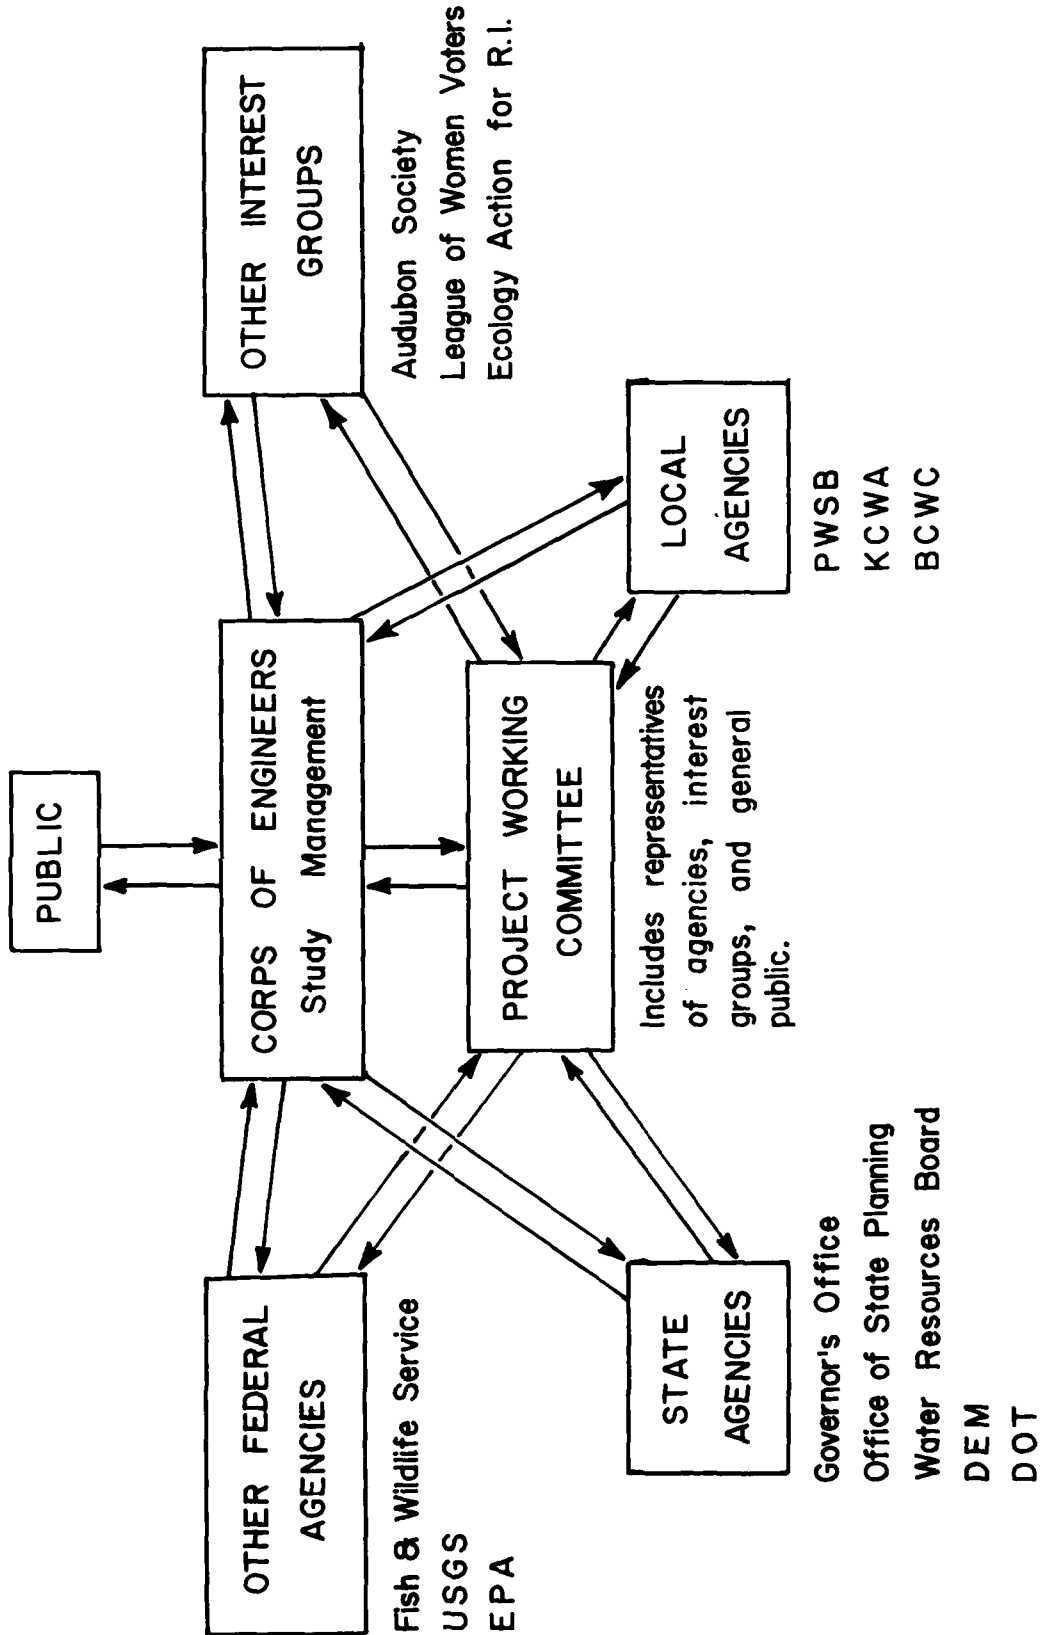 PUBLIC
OTHER FEDERAL
AGENCIES
Fish & Wildlife Service
USGS
EPA
CORPS OF ENGINEERS
Study Management
OTHER INTEREST
GROUPS
Audubon Society
League of Women Voters
Ecology Action for R.I.
PROJECT WORKING
COMMITTEE
Includes representatives
of agencies, interest
groups, and general
public.
STATE
AGENCIES
Governor's Office
Office of State Planning
Water Resources Board
DEM
DOT
LOCAL
AGENCIES
PWSB
KCWA
BCWC